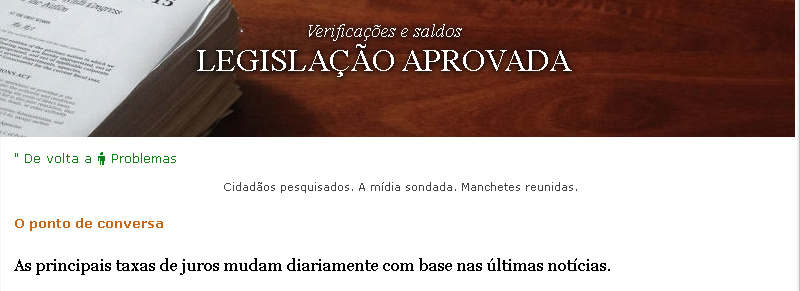 Verificações e saldos
LEGISLAÇÃO APROVADA
" De volta a Problemas
Cidadãos pesquisados. A mídia sondada. Manchetes reunidas.
O ponto de conversa
As principais taxas de juros mudam diariamente com base nas últimas notícias.